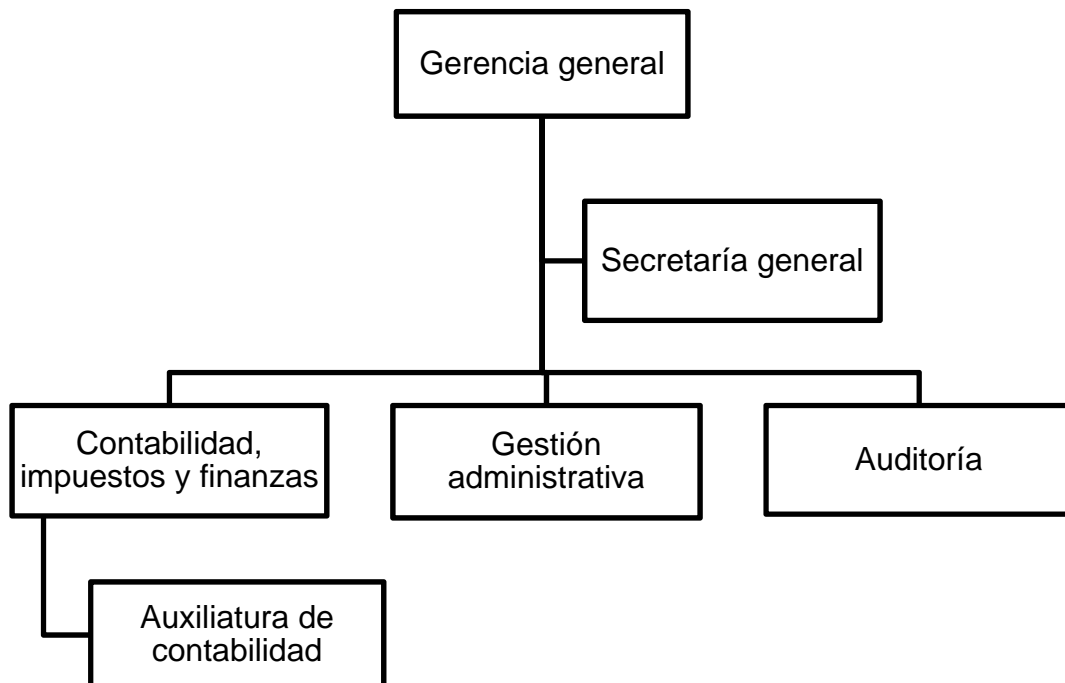 Gerencia general
Secretaría general
Contabilidad,
impuestos y finanzas
Gestión
administrativa
Auditoría
Auxiliatura de
contabilidad